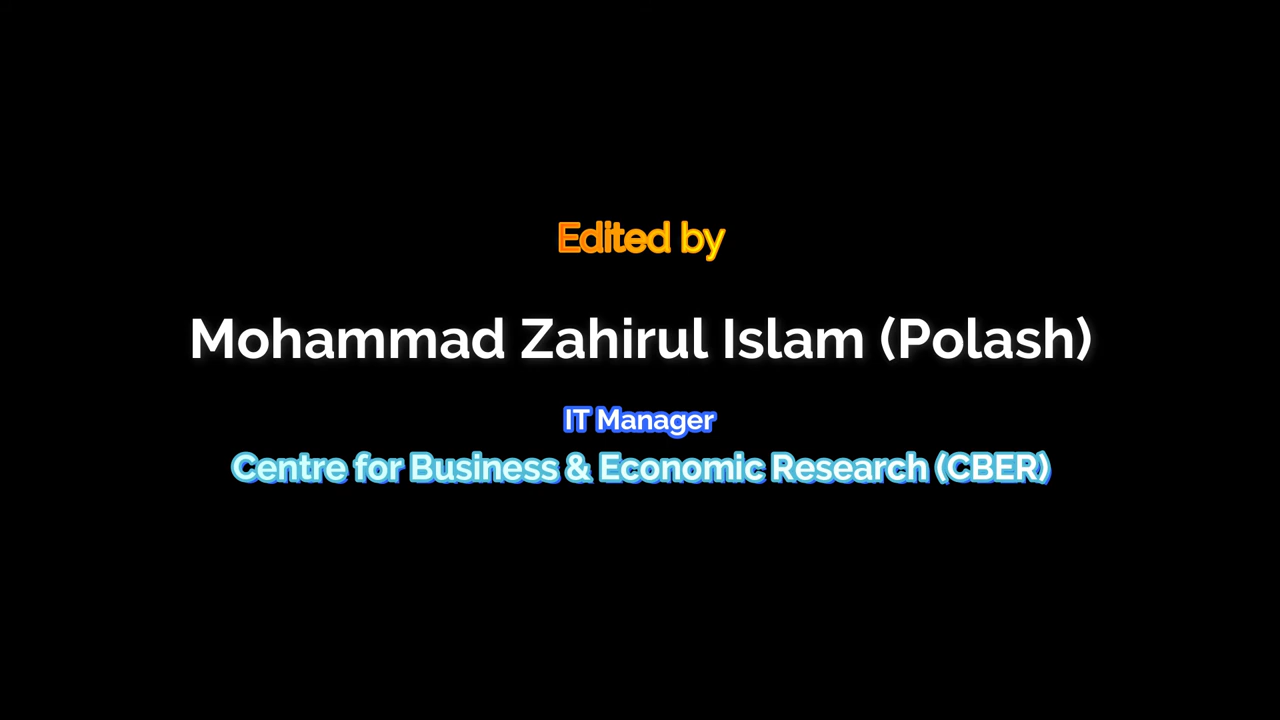 Edited by
Mohammad Zahirul Islam (Polash)
IT Manager
Centre for Business & Economic Research (CBER)